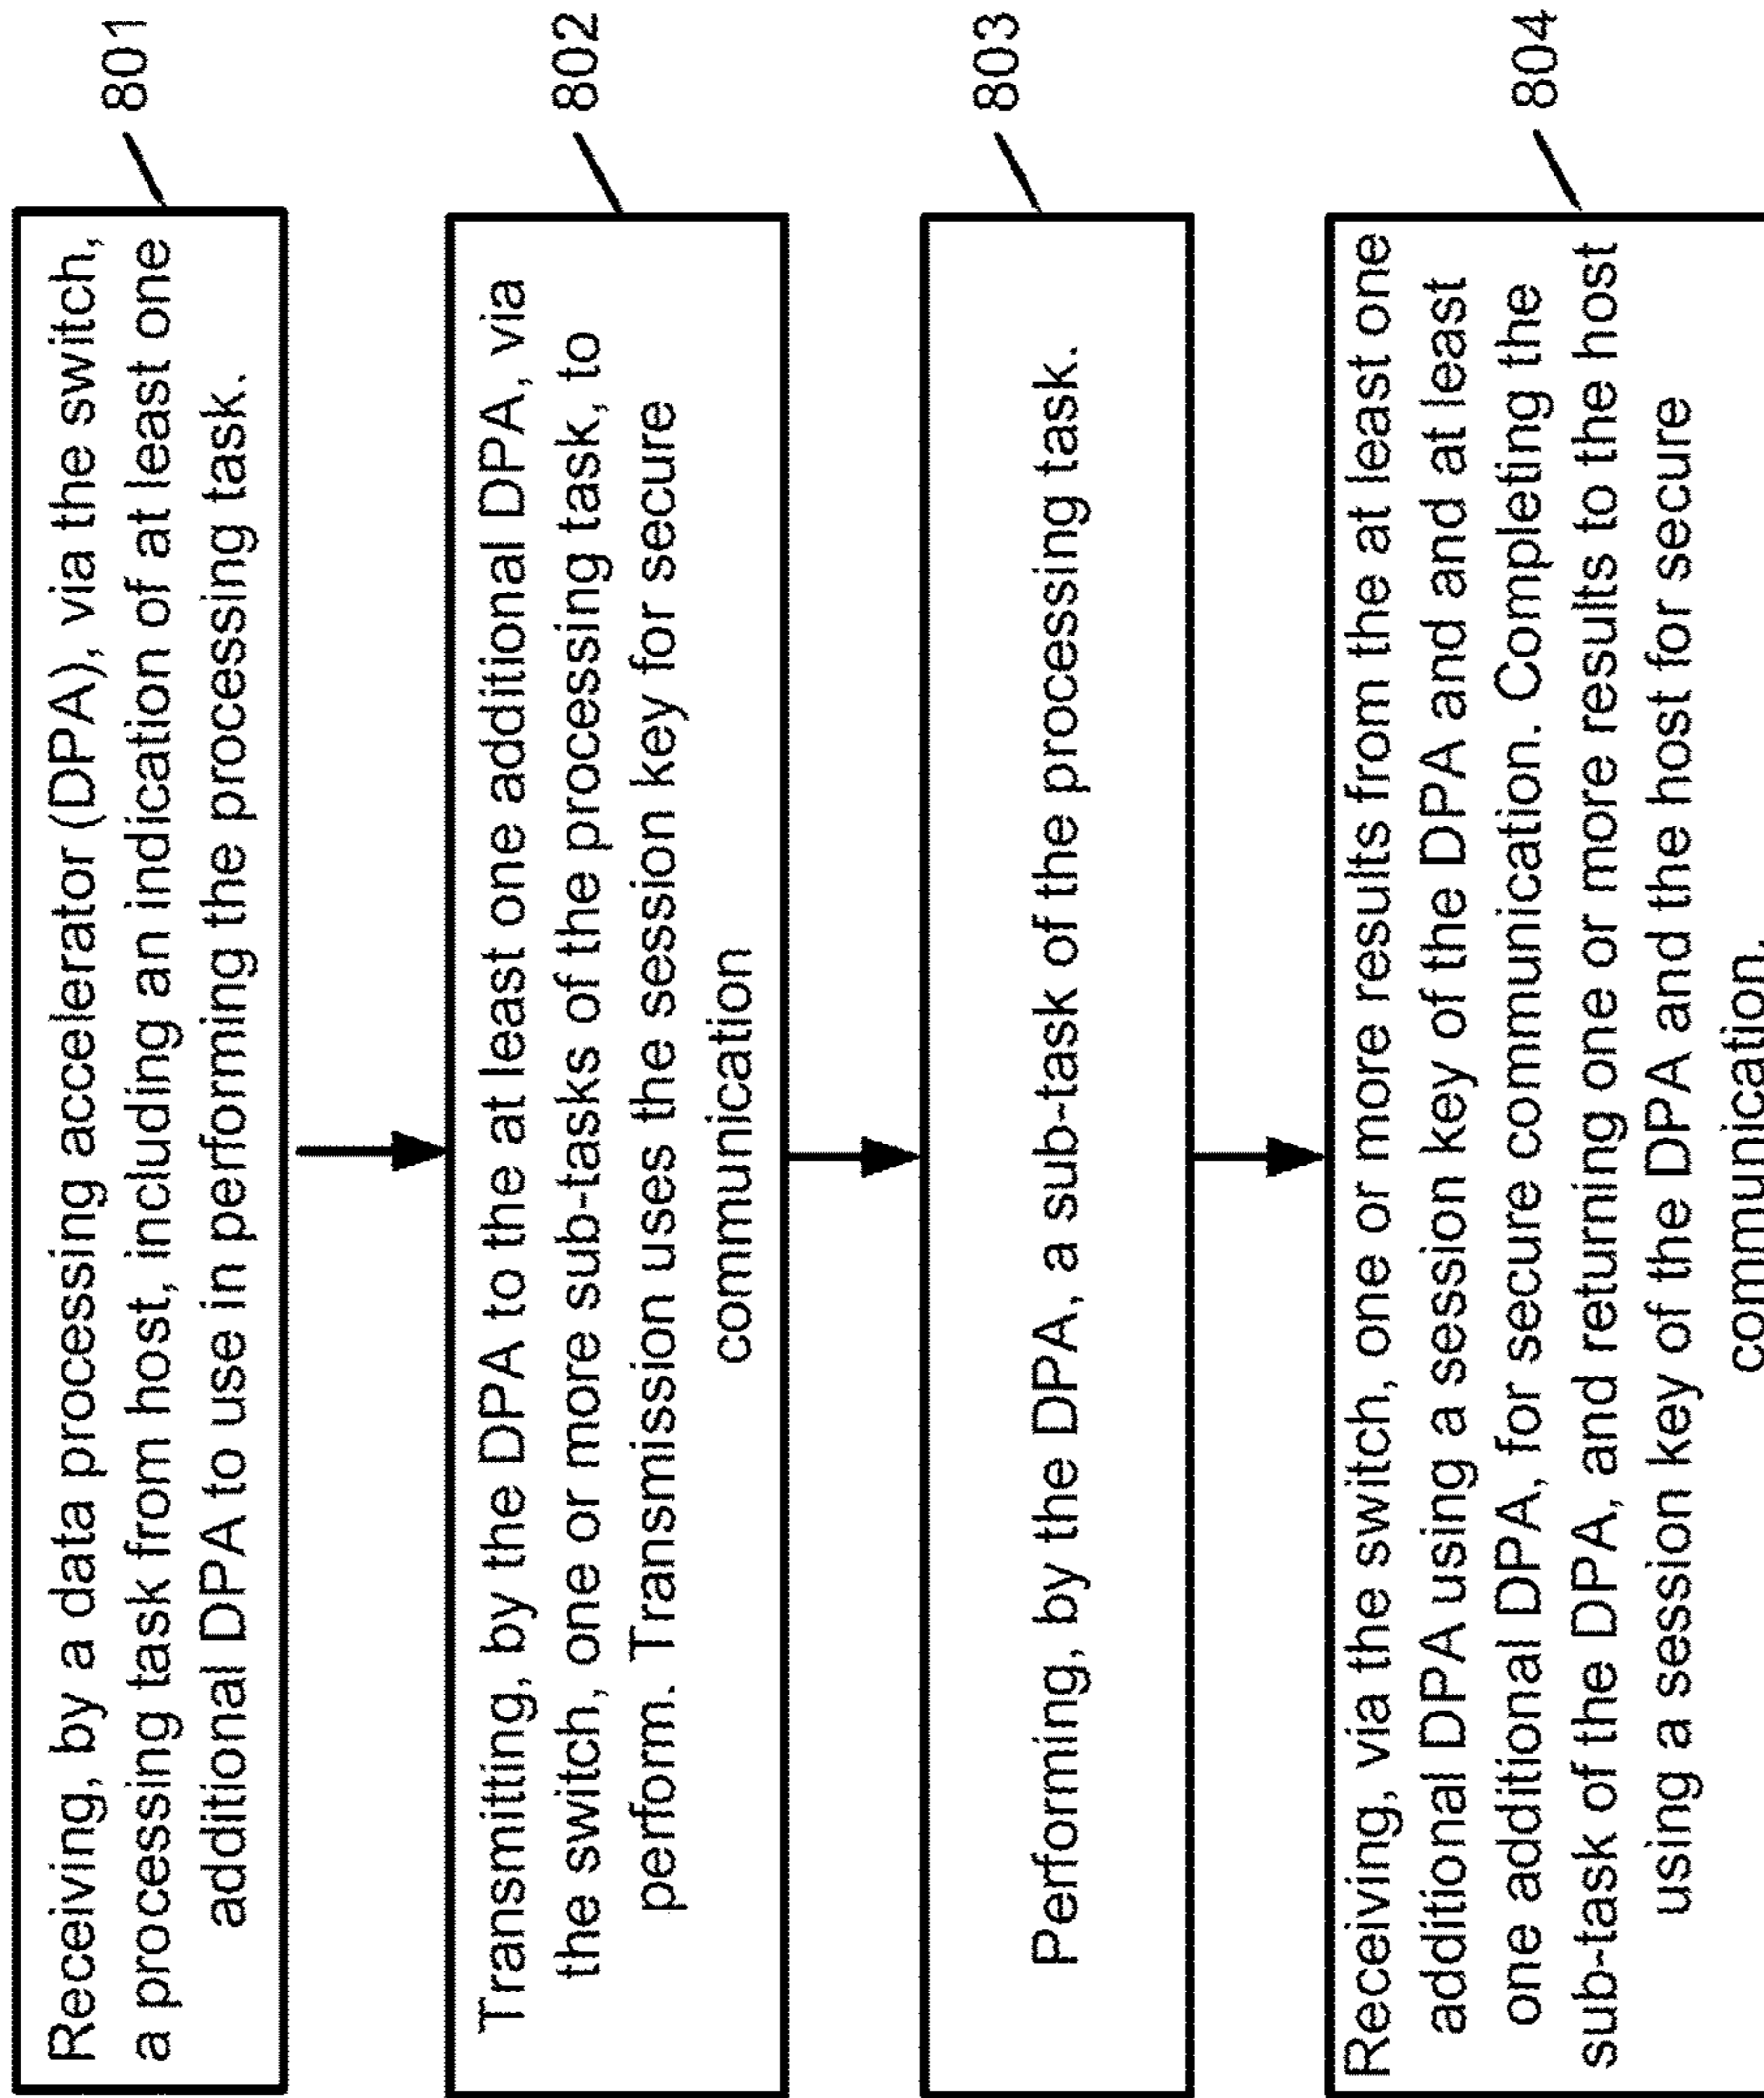 Receiving, by a data processing accelerator (DPA), via the switch,
a processing task from host, including an indication of at least one
additional DPA to use in performing the processing task.
801
Transmitting, by the DPA to the at least one additional DPA, via
the switch, one or more sub-tasks of the processing task, to
perform. Transmission uses the session key for secure
communication
802
Performing, by the DPA, a sub-task of the processing task.
803
Receiving, via the switch, one or more results from the at least one
additional DPA using a session key of the DPA and and at least
one additional DPA, for secure communication. Completing the
sub-task of the DPA, and returning one or more results to the host
using a session key of the DPA and the host for secure
communication.
804